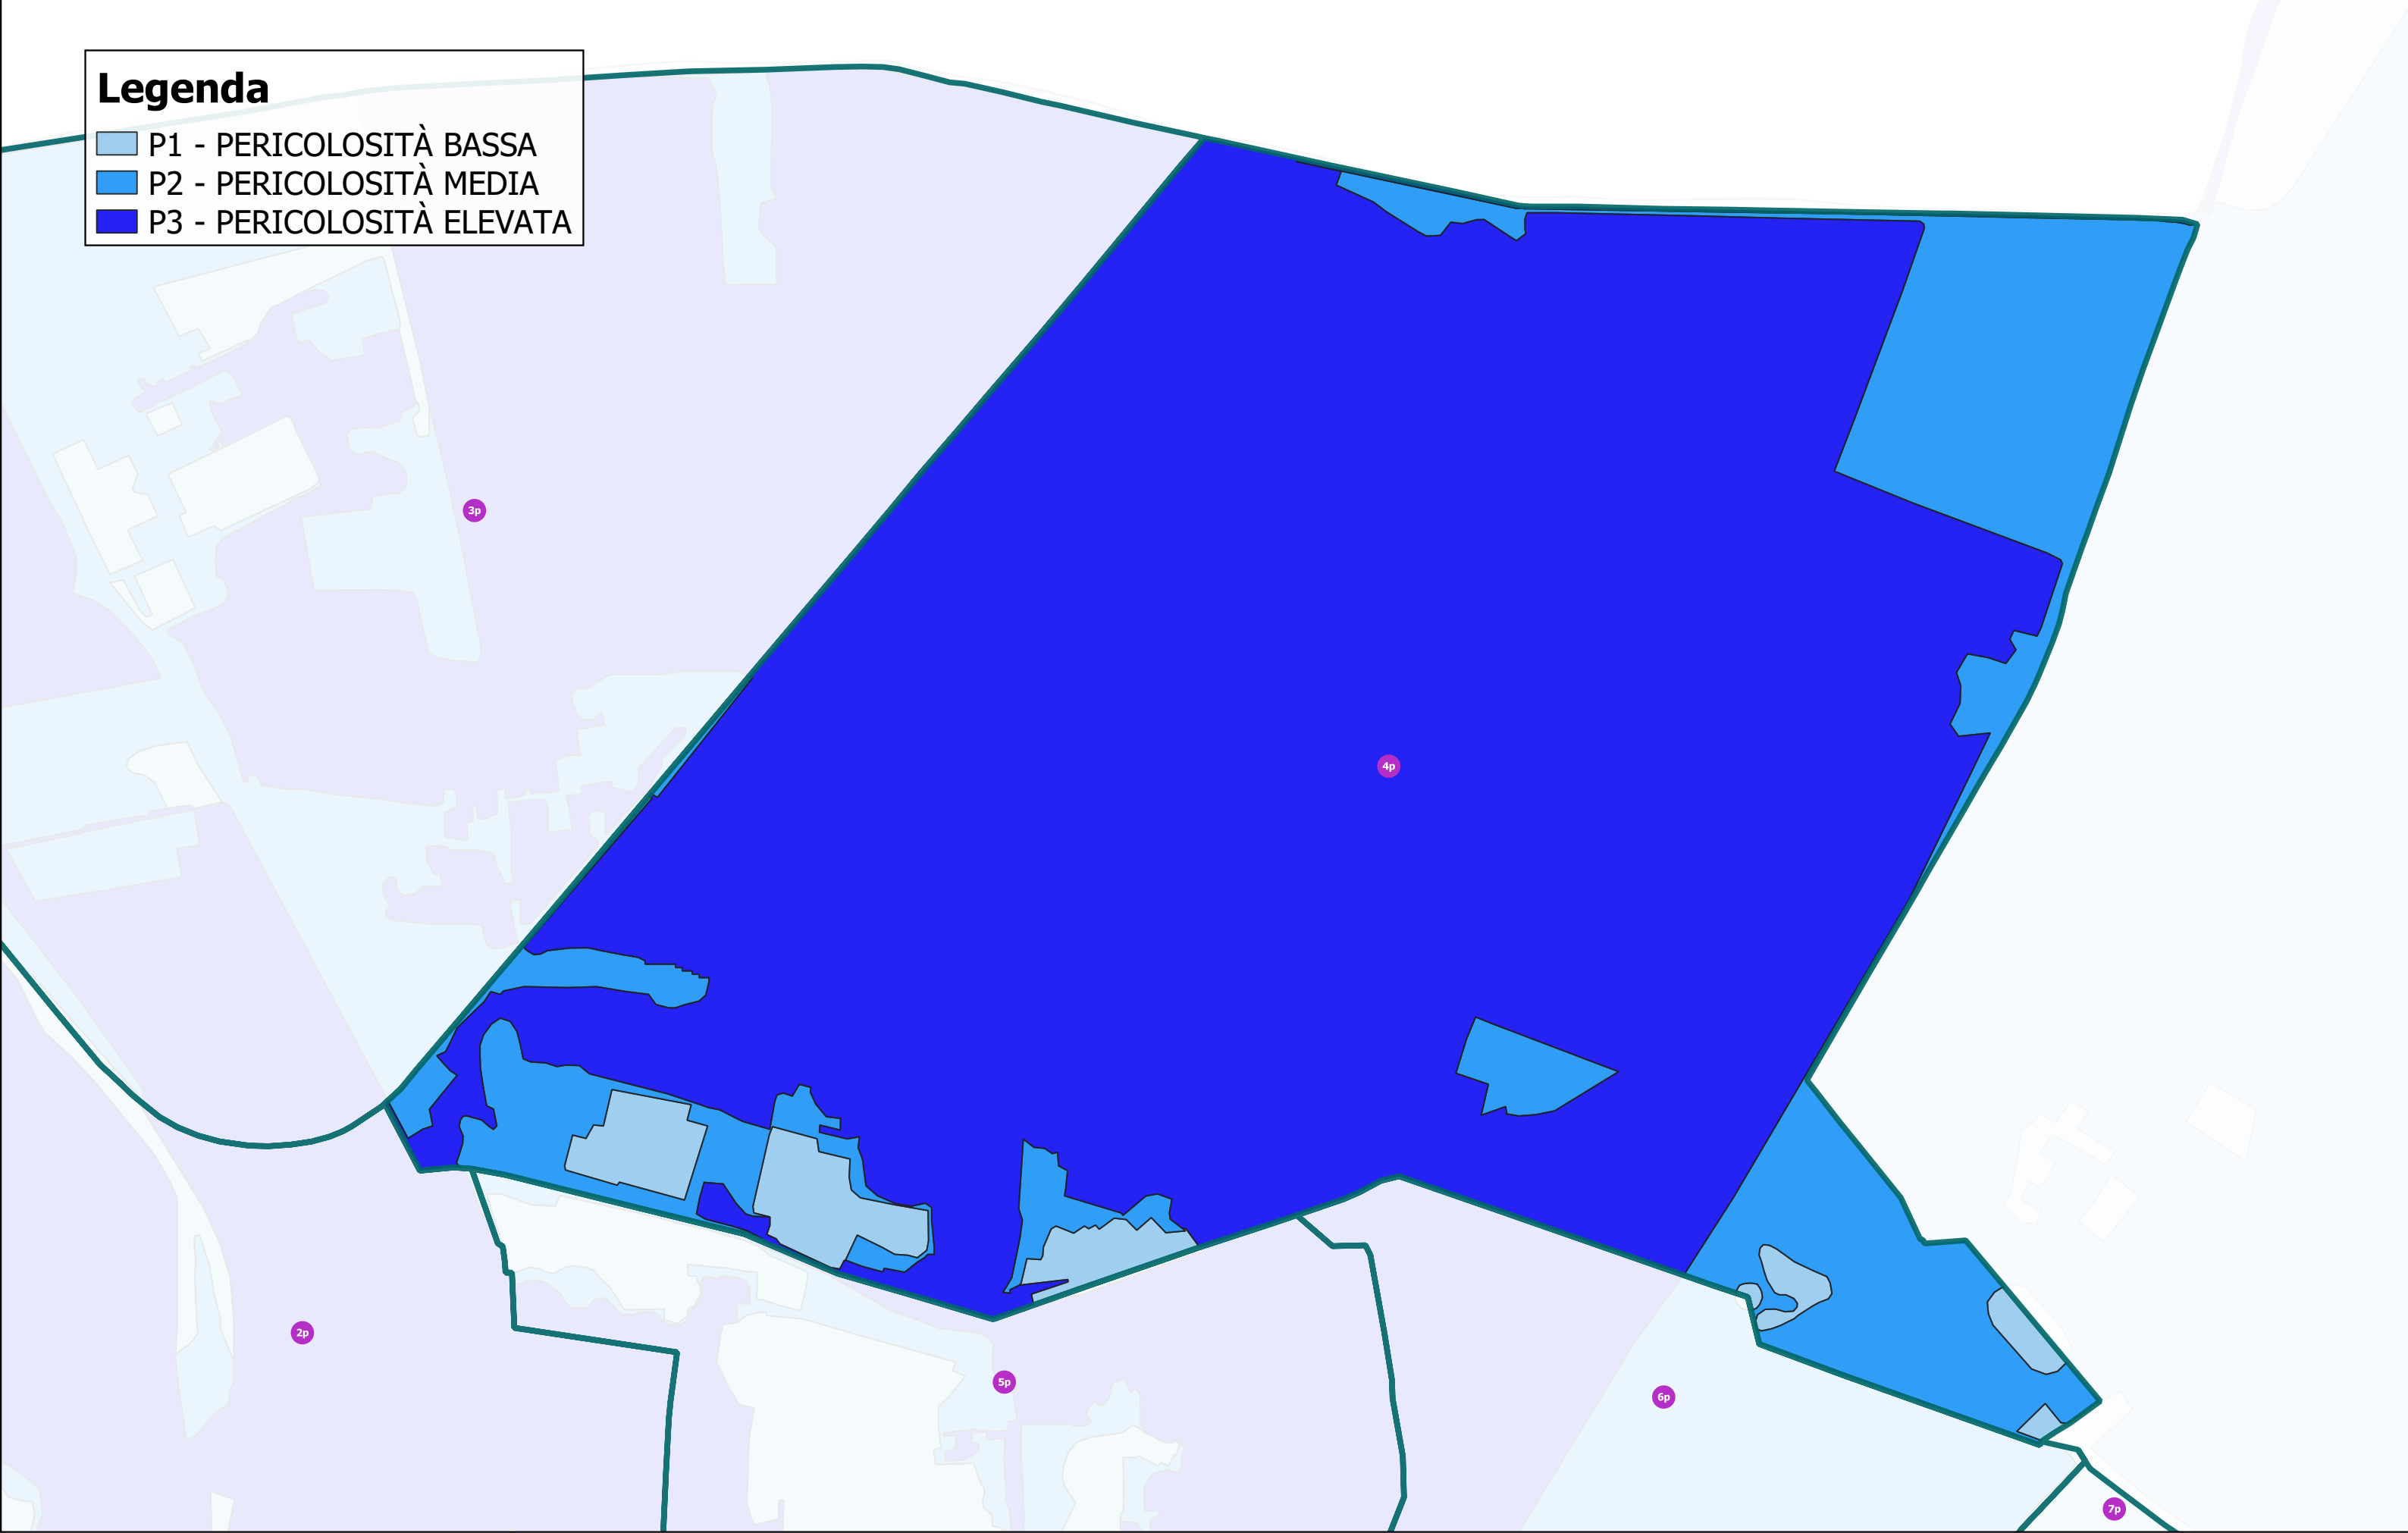 Legenda
P1 - PERICOLOSITÀ BASSA
P2 - PERICOLOSITÀ MEDIA
P3 - PERICOLOSITÀ ELEVATA
3p
4p
2p
5p
6p
7p